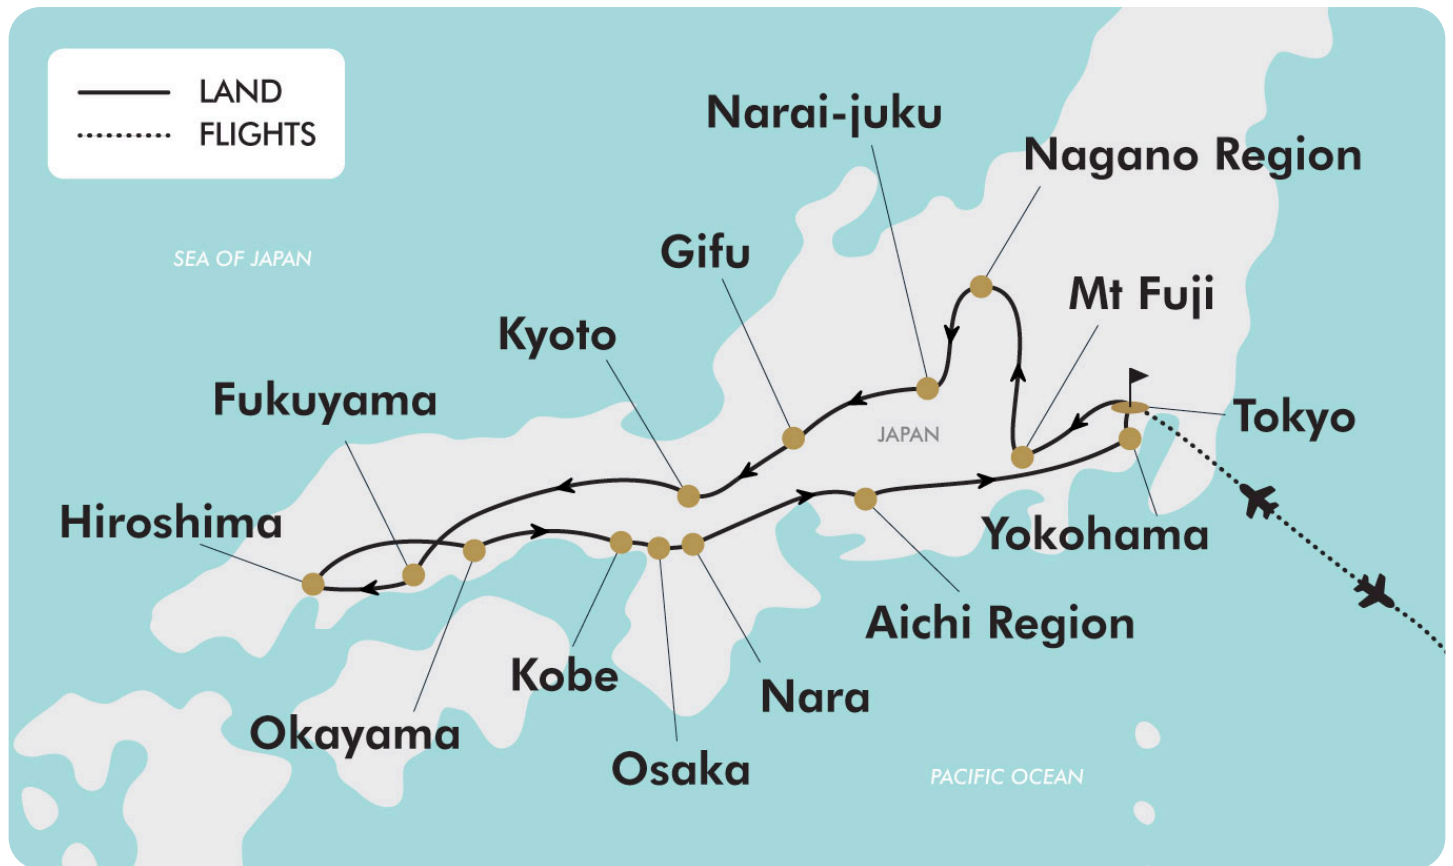 LAND
FLIGHTS
Narai-juku
Nagano Region
SEA OF JAPAN
Gifu
Mt Fuji
Kyoto
Fukuyama
Tokyo
JAPAN
Hiroshima
Yokohama
Aichi Region
Kobe
Nara
Okayama
Osaka
PACIFIC OCEAN